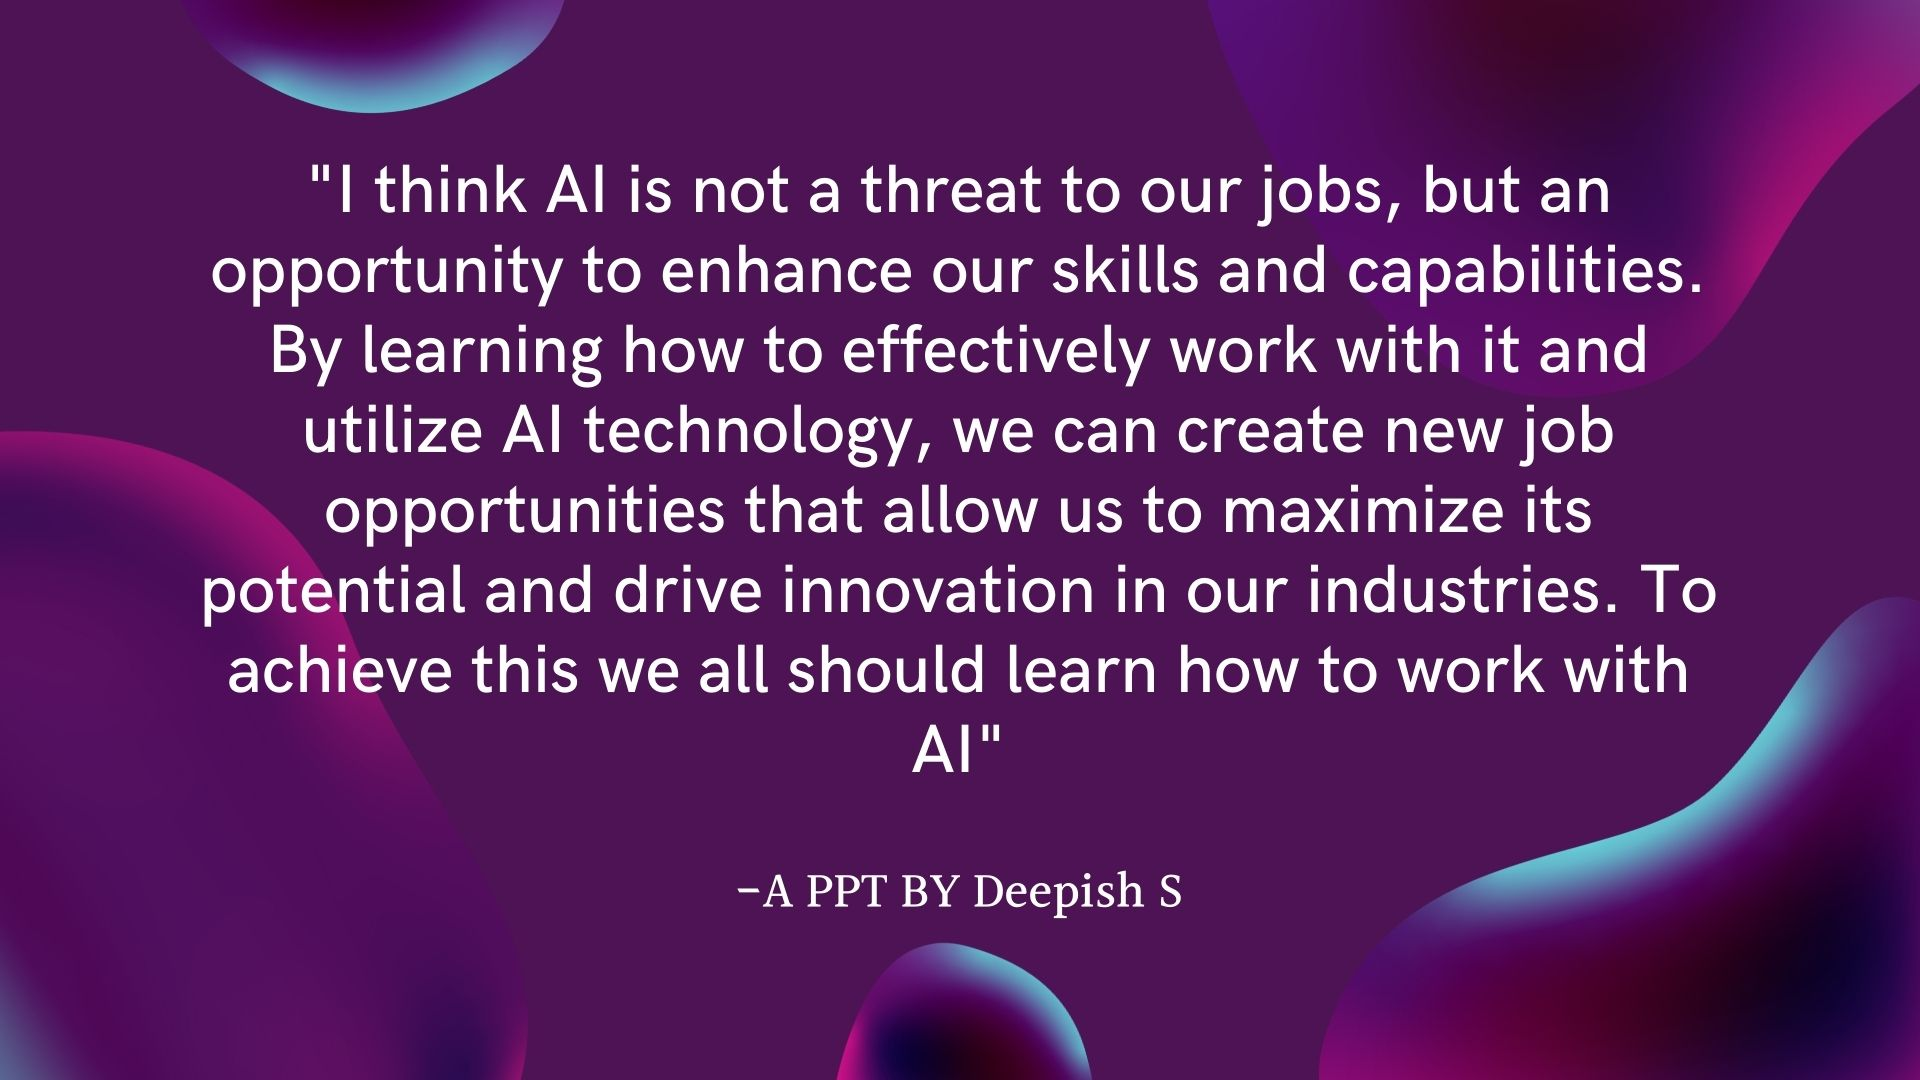 "I think AI is not a threat to our jobs, but an
opportunity to enhance our skills and capabilities.
By learning how to effectively work with it and
utilize AI technology, we can create new job
opportunities that allow us to maximize its
potential and drive innovation in our industries. To
achieve this we all should learn how to work with
AI"
-A PPT BY Deepish S